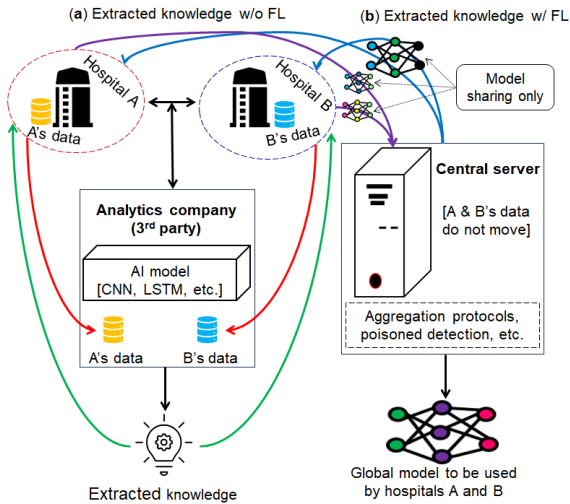 (a) Extracted knowledge w/o FL
(b) Extracted knowledge w/ FL
Hospital A
A's data
Hospital B
B's data
Model
sharing only
Analytics company
(3rd party)
AI model
[CNN, LSTM, etc.]
A's data
B's data
Extracted knowledge
Central server
[A & B's data
do not move]
Aggregation protocols,
poisoned detection, etc.
Global model to be used
by hospitals A and B